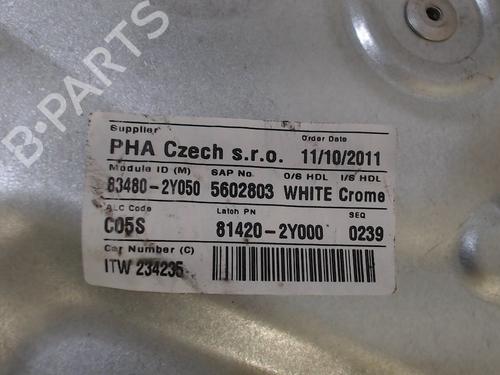 B-PARTS
Supplier Order Date
PHA Czech s.r.o. 11/10/2011
Module ID (M) SAP No O/S HDL I/S HDL
83480-2Y050 5602803 WHITE Crome
ALC Code Latch PN SEQ
C05S 81420-2Y000 0239
Car Number (C)
ITW 234235